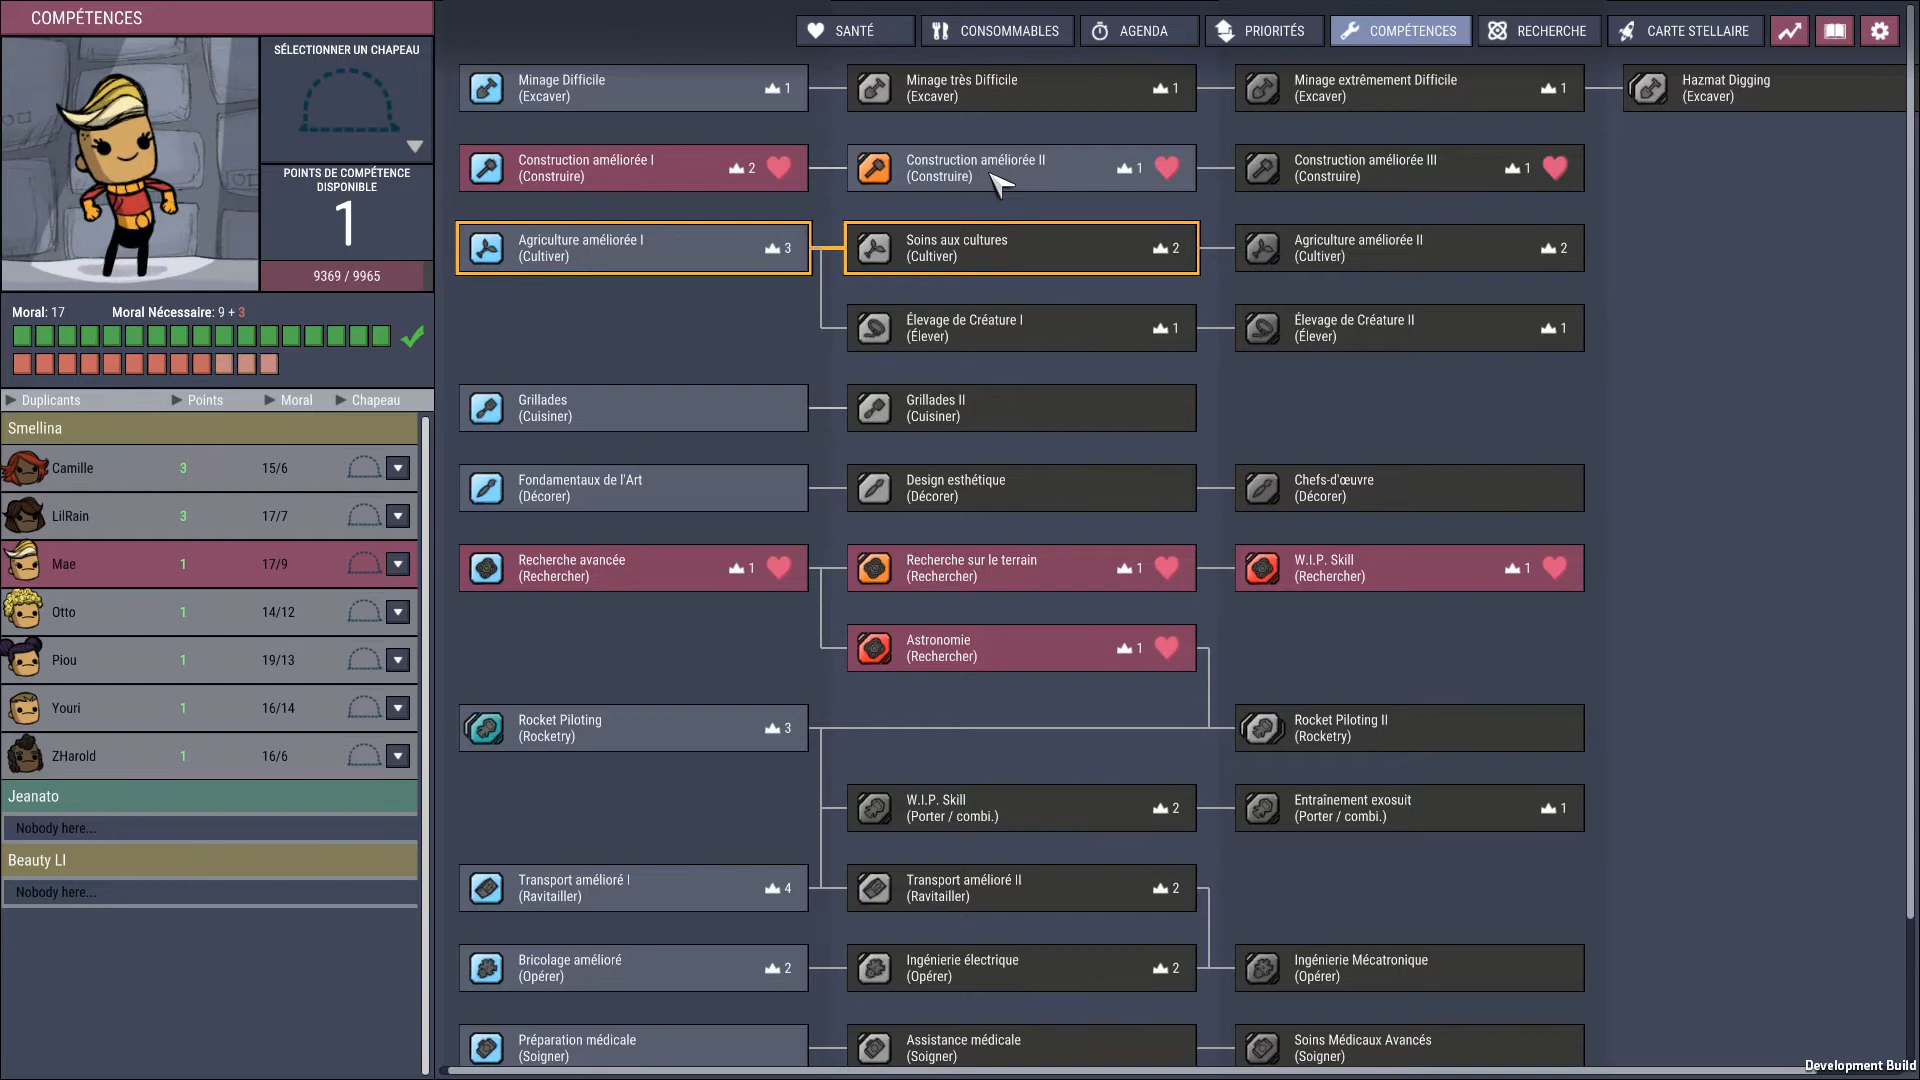 COMPÉTENCES
SANTÉ
CONSOMMABLES
AGENDA
PRIORITÉS
COMPÉTENCES
RECHERCHE
CARTE STELLAIRE
SÉLECTIONNER UN CHAPEAU
POINTS DE COMPÉTENCE
DISPONIBLE
1
9369 / 9965
Moral: 17
Moral Nécessaire: 9 + 3
Duplicants Points Moral Chapeau
Smellina
Camille 3 15/6
LilRain 3 17/7
Mae 1 17/9
Otto 1 14/12
Piou 1 19/13
Youri 1 16/14
ZHarold 1 16/6
Jeanato
Nobody here...
Beauty LI
Nobody here...
Minage Difficile
(Excaver)
1
Minage très Difficile
(Excaver)
1
Minage extrêmement Difficile
(Excaver)
1
Hazmat Digging
(Excaver)
Construction améliorée I
(Construire)
2
Construction améliorée II
(Construire)
1
Construction améliorée III
(Construire)
1
Agriculture améliorée I
(Cultiver)
3
Soins aux cultures
(Cultiver)
2
Agriculture améliorée II
(Cultiver)
2
Élevage de Créature I
(Élever)
1
Élevage de Créature II
(Élever)
1
Grillades
(Cuisiner)
Grillades II
(Cuisiner)
Fondamentaux de l'Art
(Décorer)
Design esthétique
(Décorer)
Chefs-d'œuvre
(Décorer)
Recherche avancée
(Rechercher)
1
Recherche sur le terrain
(Rechercher)
1
W.I.P. Skill
(Rechercher)
1
Astronomie
(Rechercher)
1
Rocket Piloting
(Rocketry)
3
Rocket Piloting II
(Rocketry)
W.I.P. Skill
(Porter / combi.)
2
Entraînement exosuit
(Porter / combi.)
1
Transport amélioré I
(Ravitailler)
4
Transport amélioré II
(Ravitailler)
2
Bricolage amélioré
(Opérer)
2
Ingénierie électrique
(Opérer)
2
Ingénierie Mécatronique
(Opérer)
Préparation médicale
(Soigner)
Assistance médicale
(Soigner)
Soins Médicaux Avancés
(Soigner)
Development Build